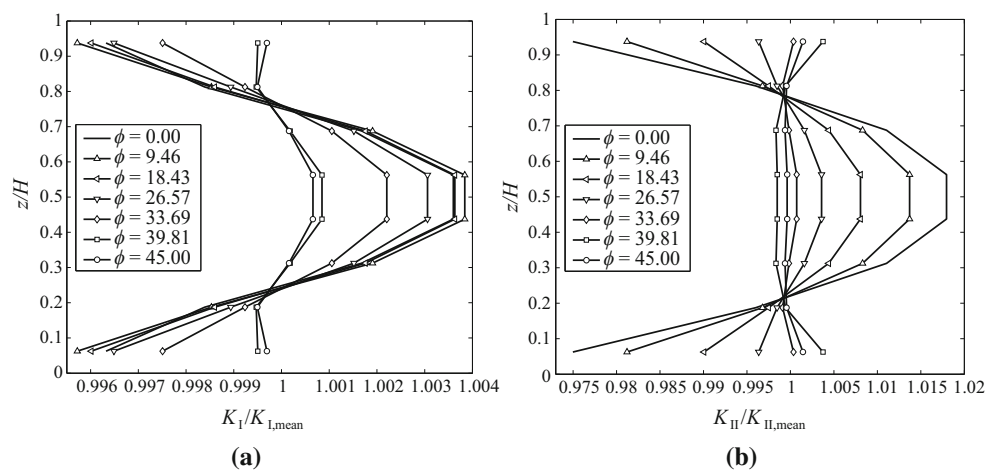 1
0.9
0.8
0.7
0.6
0.5
0.4
0.3
0.2
0.1
0
z/H
ϕ = 0.00
ϕ = 9.46
ϕ = 18.43
ϕ = 26.57
ϕ = 33.69
ϕ = 39.81
ϕ = 45.00
0.996 0.997 0.998 0.999 1 1.001 1.002 1.003 1.004
K_I/K_I,mean
(a)
1
0.9
0.8
0.7
0.6
0.5
0.4
0.3
0.2
0.1
0
z/H
ϕ = 0.00
ϕ = 9.46
ϕ = 18.43
ϕ = 26.57
ϕ = 33.69
ϕ = 39.81
ϕ = 45.00
0.975 0.98 0.985 0.99 0.995 1 1.005 1.01 1.015 1.02
K_II/K_II,mean
(b)